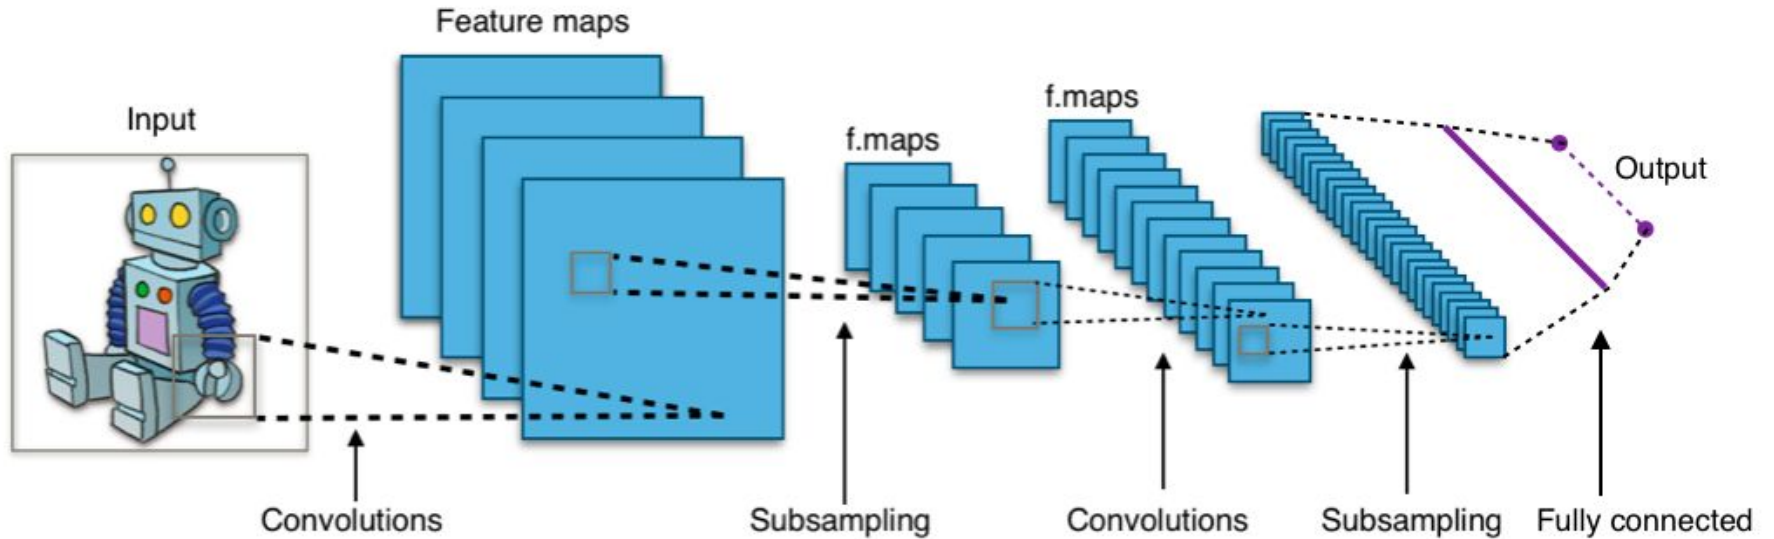 Feature maps
f.maps
Input
f.maps
Output
Convolutions
Subsampling
Convolutions
Subsampling
Fully connected